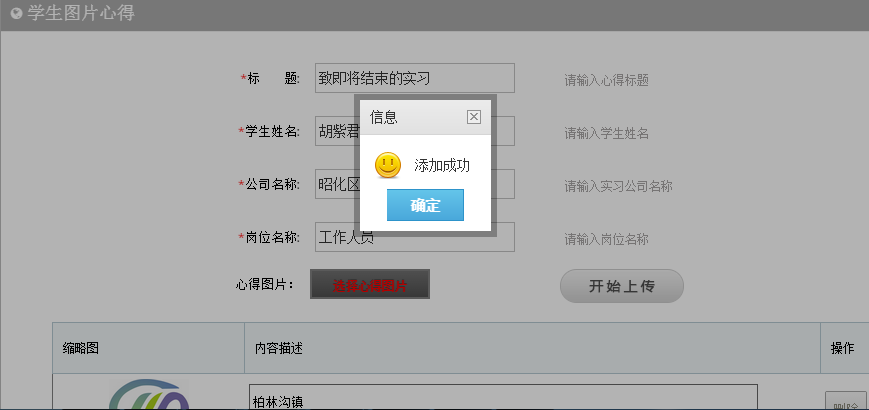 学生图片心得
*标 题: 致即将结束的实习 请输入心得标题
信息
*学生姓名: 胡紫君 请输入学生姓名
添加成功
*公司名称: 昭化区 请输入实习公司名称
确定
*岗位名称: 工作人员 请输入岗位名称
心得图片： 选择心得图片 开始上传
缩略图 内容描述 操作
柏林沟镇